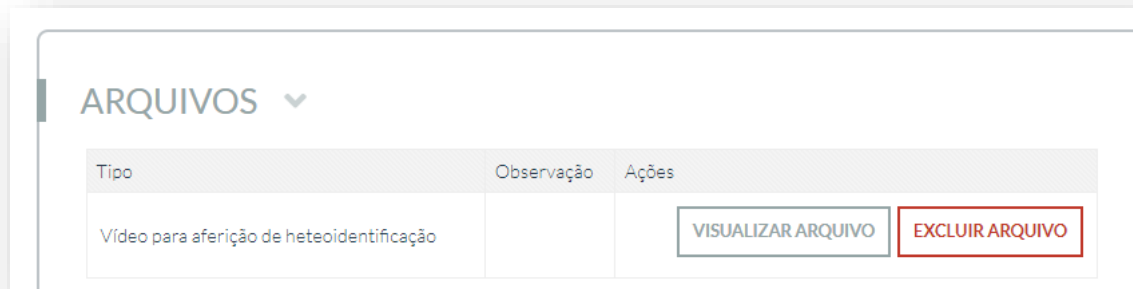 ARQUIVOS
Tipo Observação Ações
Vídeo para aferição de heteoidentificação VISUALIZAR ARQUIVO EXCLUIR ARQUIVO